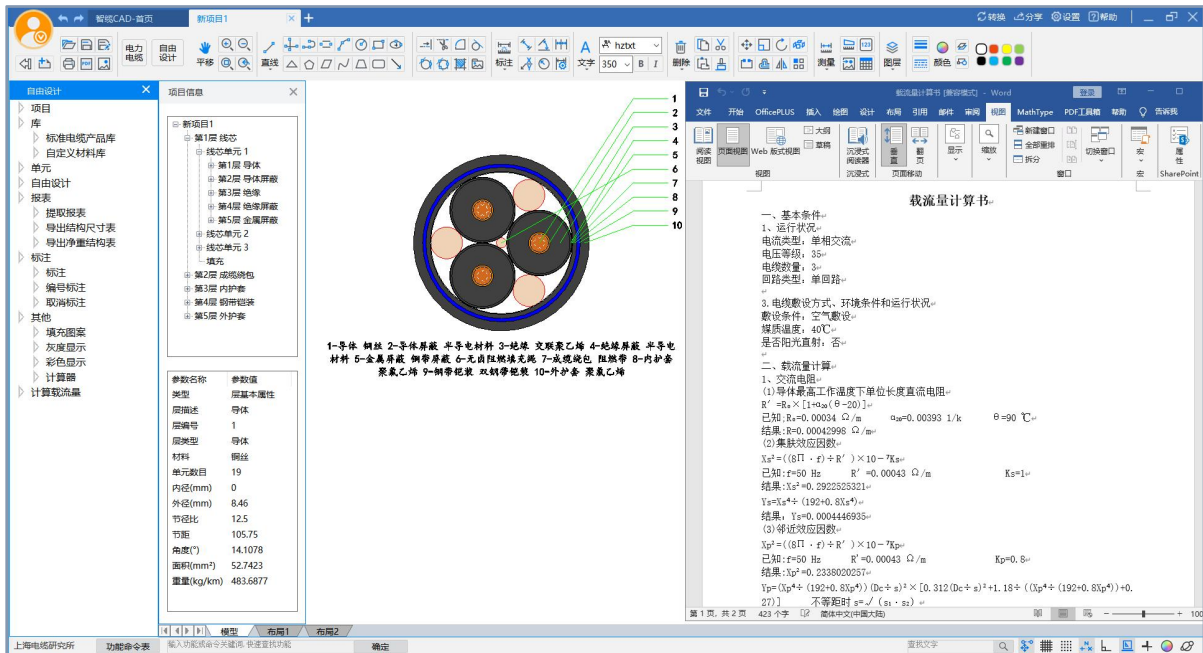 智缆CAD-首页
新项目1
转换
分享
设置
帮助
电力电缆
自由设计
平移
直线
标注
A
文字
hztxt
350
B
I
删除
测量
图层
颜色
自由设计
项目
库
标准电缆产品库
自定义材料库
单元
自由设计
报表
提取报表
导出结构尺寸表
导出净重结构表
标注
标注
编号标注
取消标注
其他
填充图案
灰度显示
彩色显示
计算器
计算载流量
项目信息
新项目1
第1层 线芯
线芯单元 1
第1层 导体
第2层 导体屏蔽
第3层 绝缘
第4层 绝缘屏蔽
第5层 金属屏蔽
线芯单元 2
线芯单元 3
填充
第2层 成缆绕包
第3层 内护套
第4层 钢带铠装
第5层 外护套
参数名称 参数值
类型 层基本属性
层描述 导体
层编号 1
层类型 导体
材料 铜丝
单元数目 19
内径(mm) 0
外径(mm) 8.46
节径比 12.5
节距 105.75
角度(°) 14.1078
面积(mm²) 52.7423
重量(kg/km) 483.6877
1
2
3
4
5
6
7
8
9
10
1-导体 铜丝 2-导体屏蔽 半导电材料 3-绝缘 交联聚乙烯 4-绝缘屏蔽 半导电
材料 5-金属屏蔽 铜带屏蔽 6-无卤阻燃填充绳 7-成缆绕包 阻燃带 8-内护套
聚氯乙烯 9-钢带铠装 双钢带铠装 10-外护套 聚氯乙烯
载流量计算书 [兼容模式] - Word
登录
文件 开始 OfficePLUS 插入 绘图 设计 布局 引用 邮件 审阅 视图 MathType PDF工具箱 帮助 告诉我
阅读视图
页面视图
Web 版式视图
大纲
草稿
视图
沉浸式阅读器
沉浸式
垂直
翻页
页面移动
显示
缩放
新建窗口
全部重排
拆分
切换窗口
窗口
宏
宏
属性
SharePoint
载流量计算书
一、基本条件
1、运行状况
电流类型：单相交流
电压等级：35
电缆数量：3
回路类型：单回路
3.电缆敷设方式、环境条件和运行状况
敷设条件：空气敷设
媒质温度：40℃
是否阳光直射：否
二、载流量计算
1、交流电阻
(1)导体最高工作温度下单位长度直流电阻
R′=R₀×[1+α₂₀(θ-20)]
已知:R₀=0.00034 Ω/m α₂₀=0.00393 1/k θ=90 ℃
结果:R=0.00042998 Ω/m
(2)集肤效应因数
Xs²=((8Π·f)÷R′)×10-⁷Ks
已知:f=50 Hz R′=0.00043 Ω/m Ks=1
结果:Xs²=0.2922525321
Ys=Xs⁴÷(192+0.8Xs⁴)
结果：Ys=0.0004446935
(3)邻近效应因数
Xp²=((8Π·f)÷R′)×10-⁷Kp
已知:f=50 Hz R'=0.00043 Ω/m Kp=0.8
结果:Xp²=0.2338020257
Yp=(Xp⁴÷(192+0.8Xp⁴))(Dc÷s)²×[0.312(Dc÷s)²+1.18÷((Xp⁴÷(192+0.8Xp⁴))+0.
27)] 不等距时 s=√(s₁·s₂)
第 1 页, 共 2 页 423 个字 简体中文(中国大陆)
100
模型
布局1
布局2
上海电缆研究所
功能命令表
输入功能或命令关键词,快速查找功能
确定
查找文字